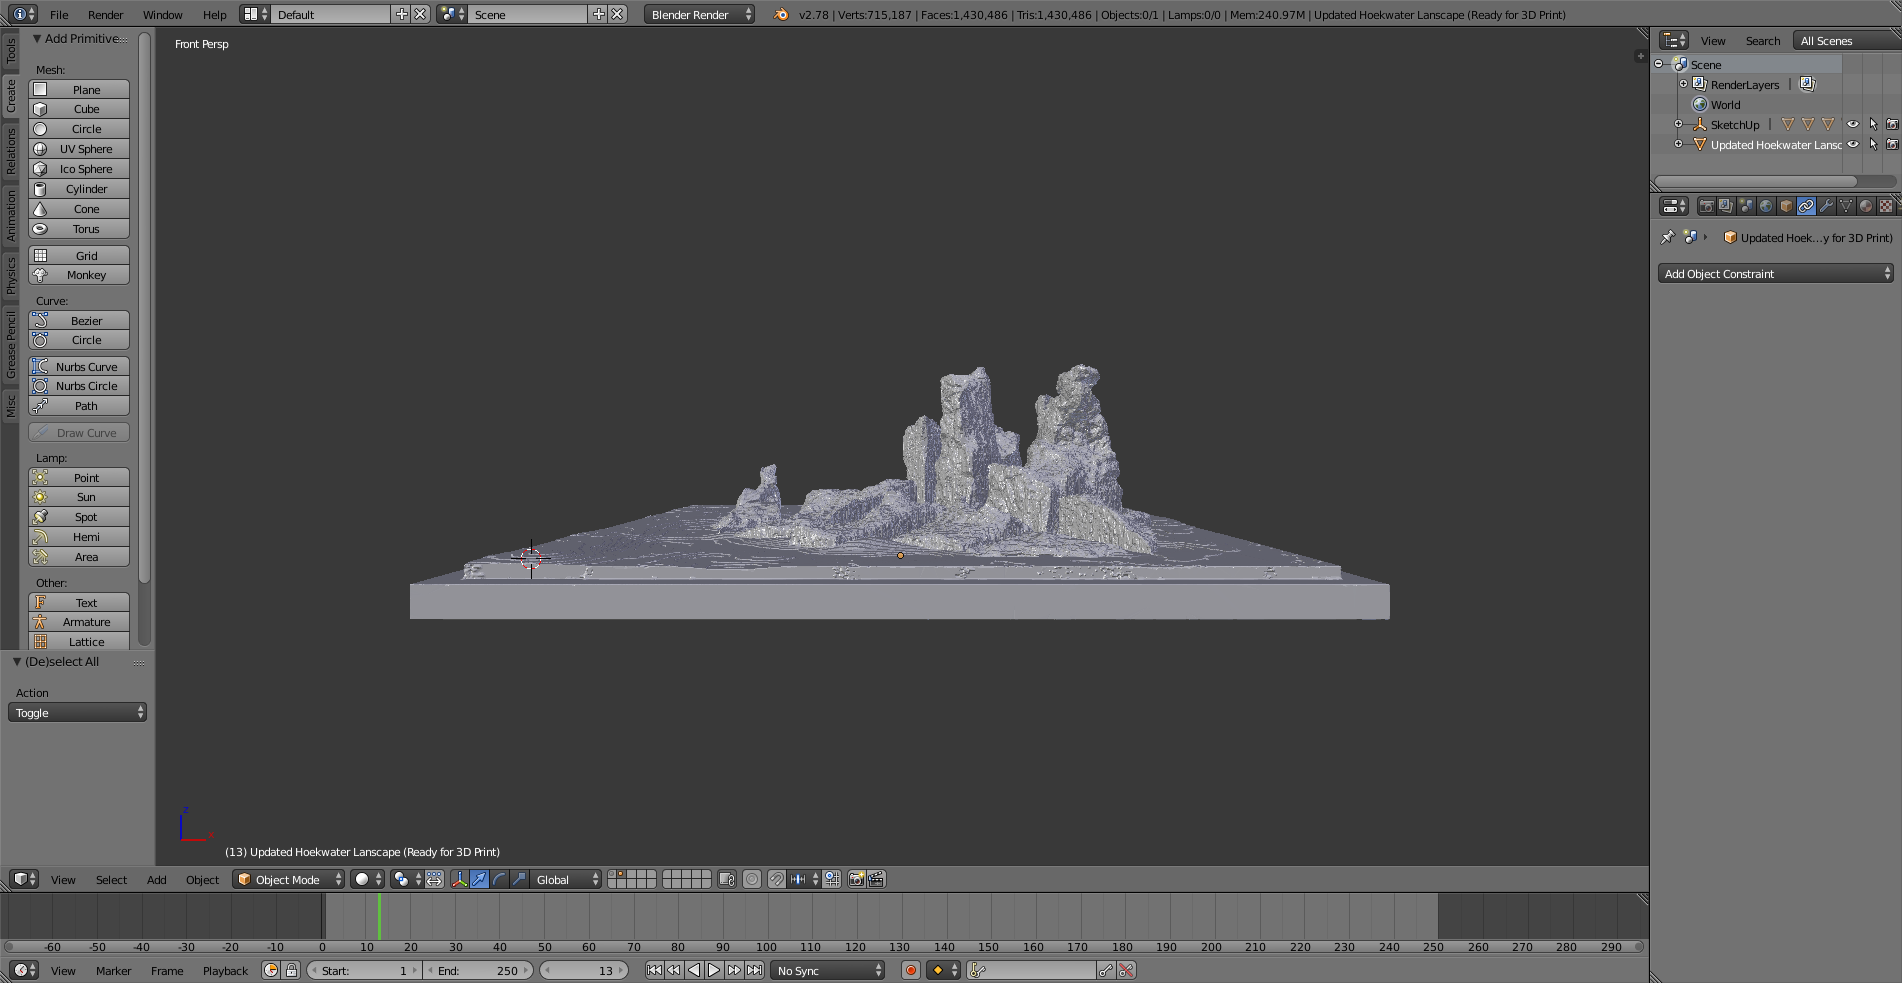 File Render Window Help Default Scene Blender Render v2.78 | Verts:715,187 | Faces:1,430,486 | Tris:1,430,486 | Objects:0/1 | Lamps:0/0 | Mem:240.97M | Updated Hoekwater Lanscape (Ready for 3D Print)
Tools
Create
Relations
Animation
Physics
Grease Pencil
Misc
Add Primitive
Mesh:
Plane
Cube
Circle
UV Sphere
Ico Sphere
Cylinder
Cone
Torus
Grid
Monkey
Curve:
Bezier
Circle
Nurbs Curve
Nurbs Circle
Path
Draw Curve
Lamp:
Point
Sun
Spot
Hemi
Area
Other:
Text
Armature
Lattice
(De)select All
Action
Toggle
Front Persp
z
(13) Updated Hoekwater Lanscape (Ready for 3D Print)
View Search All Scenes
Scene
RenderLayers |
World
SketchUp |
Updated Hoekwater Lansc
Updated Hoek...y for 3D Print)
Add Object Constraint
View Select Add Object Object Mode Global
-60 -50 -40 -30 -20 -10 0 10 20 30 40 50 60 70 80 90 100 110 120 130 140 150 160 170 180 190 200 210 220 230 240 250 260 270 280 290
View Marker Frame Playback Start: 1 End: 250 13 No Sync